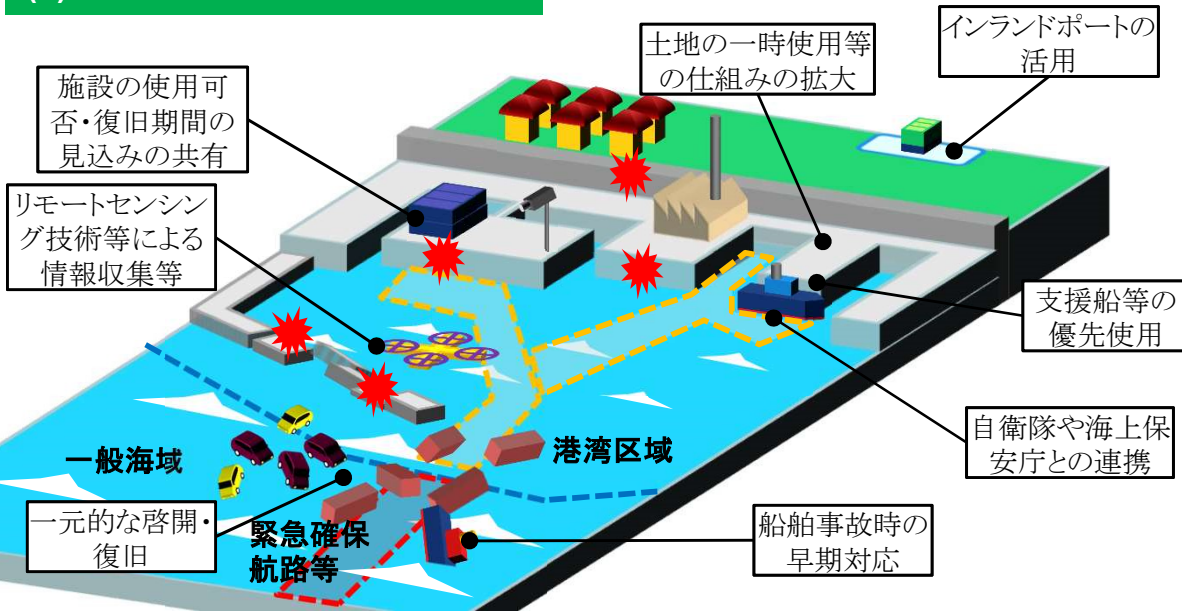 土地の一時使用等
の仕組みの拡大
インランドポートの
活用
施設の使用可
否・復旧期間の
見込みの共有
リモートセンシン
グ技術等による
情報収集等
支援船等の
優先使用
自衛隊や海上保
安庁との連携
一般海域
港湾区域
一元的な啓開・
復旧
緊急確保
航路等
船舶事故時の
早期対応